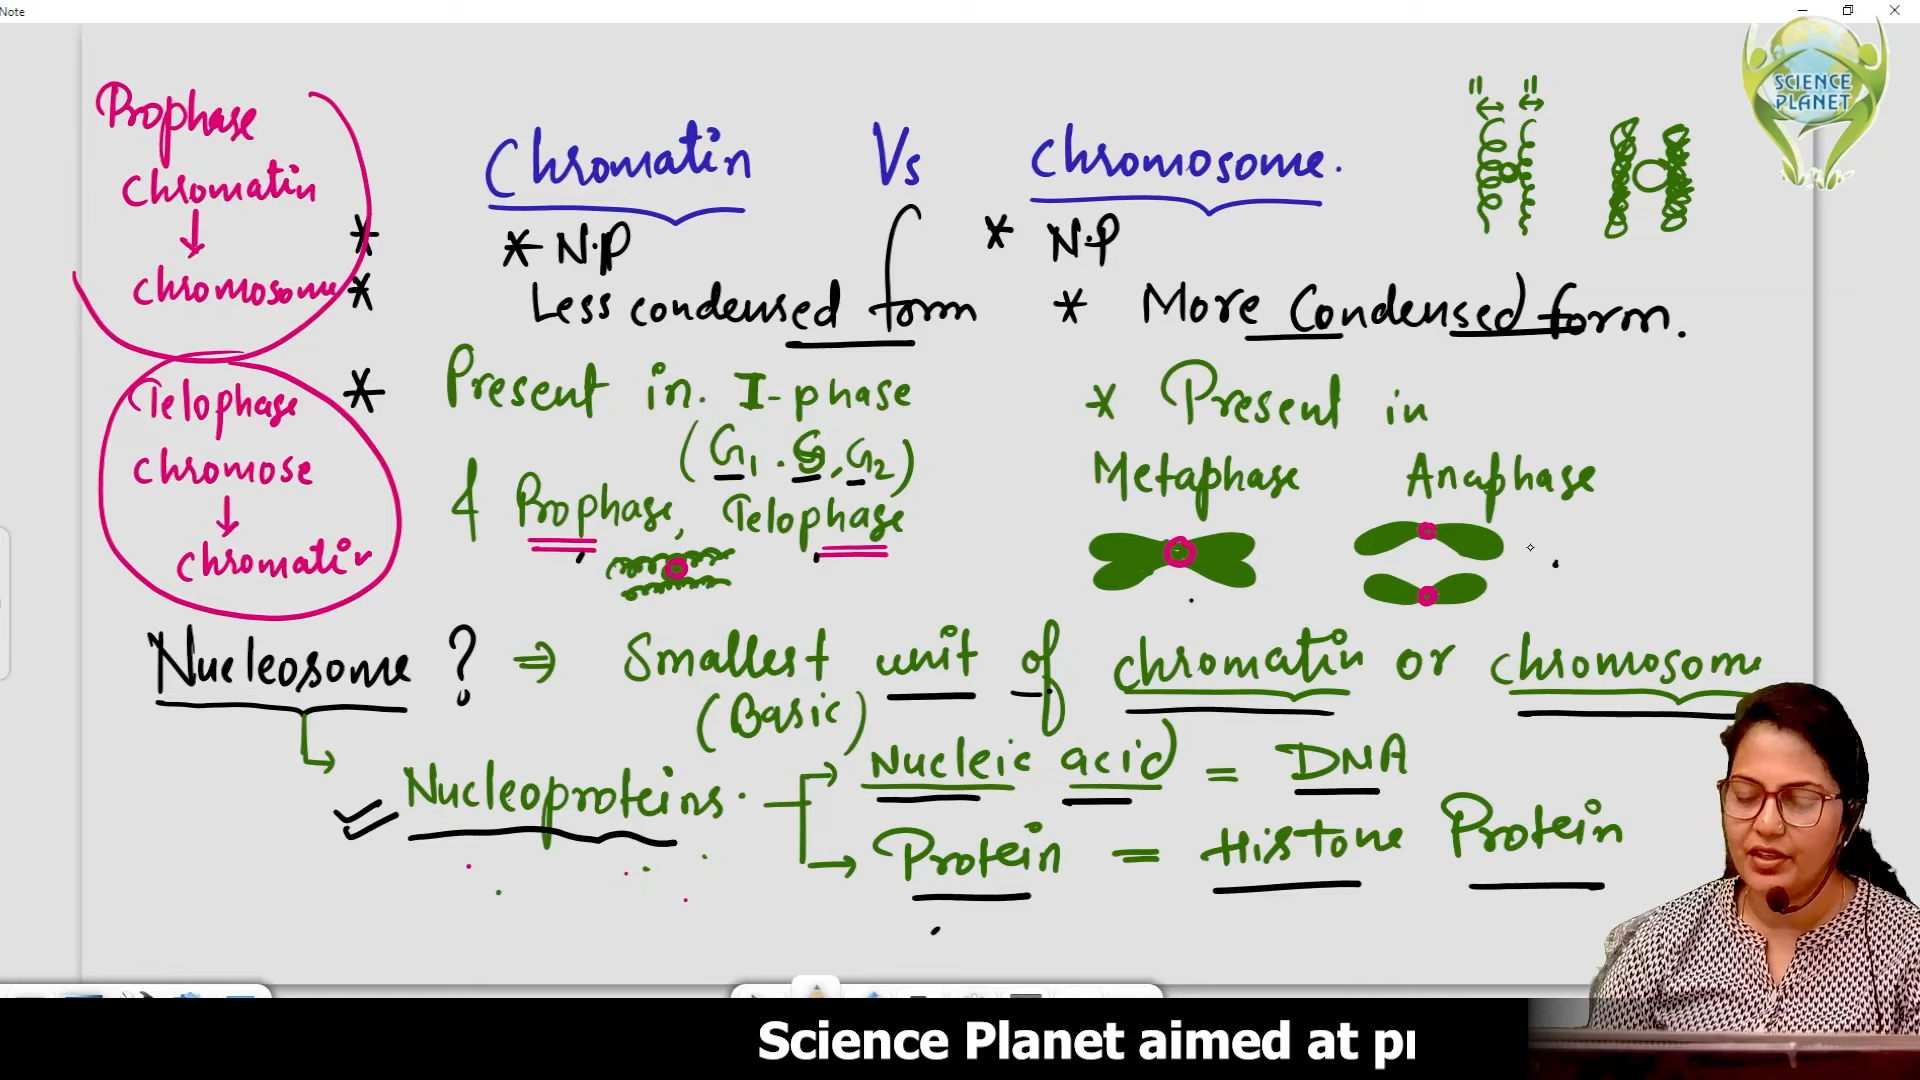 Note
SCIENCE
PLANET
Prophase
Chromatin
↓
chromosome
Chromatin Vs Chromosome.
* * N.P * N.P
* Less condensed form * More Condensed form.
Telophase
chromose
↓
chromatin
* Present in. I-phase
(G1 . S, G2)
& Prophase, Telophase
* Present in
Metaphase Anaphase
Nucleosome ? ⇒ Smallest unit of chromatin or chromosome
(Basic)
Nucleoproteins. → Nucleic acid = DNA
→ Protein = Histone Protein
Science Planet aimed at pr